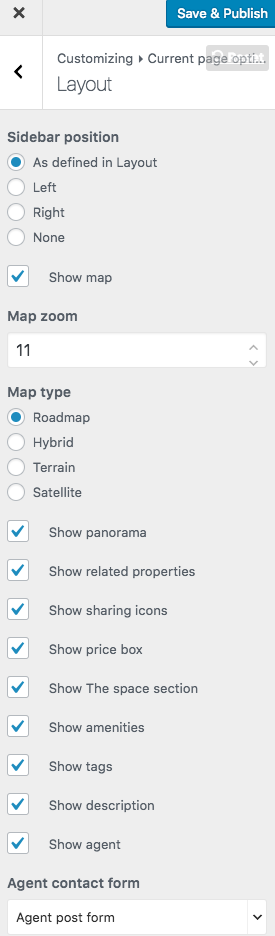 Save & Publish
Customizing ▸ Current page opti...
Layout
Sidebar position
As defined in Layout
Left
Right
None
Show map
Map zoom
11
Map type
Roadmap
Hybrid
Terrain
Satellite
Show panorama
Show related properties
Show sharing icons
Show price box
Show The space section
Show amenities
Show tags
Show description
Show agent
Agent contact form
Agent post form